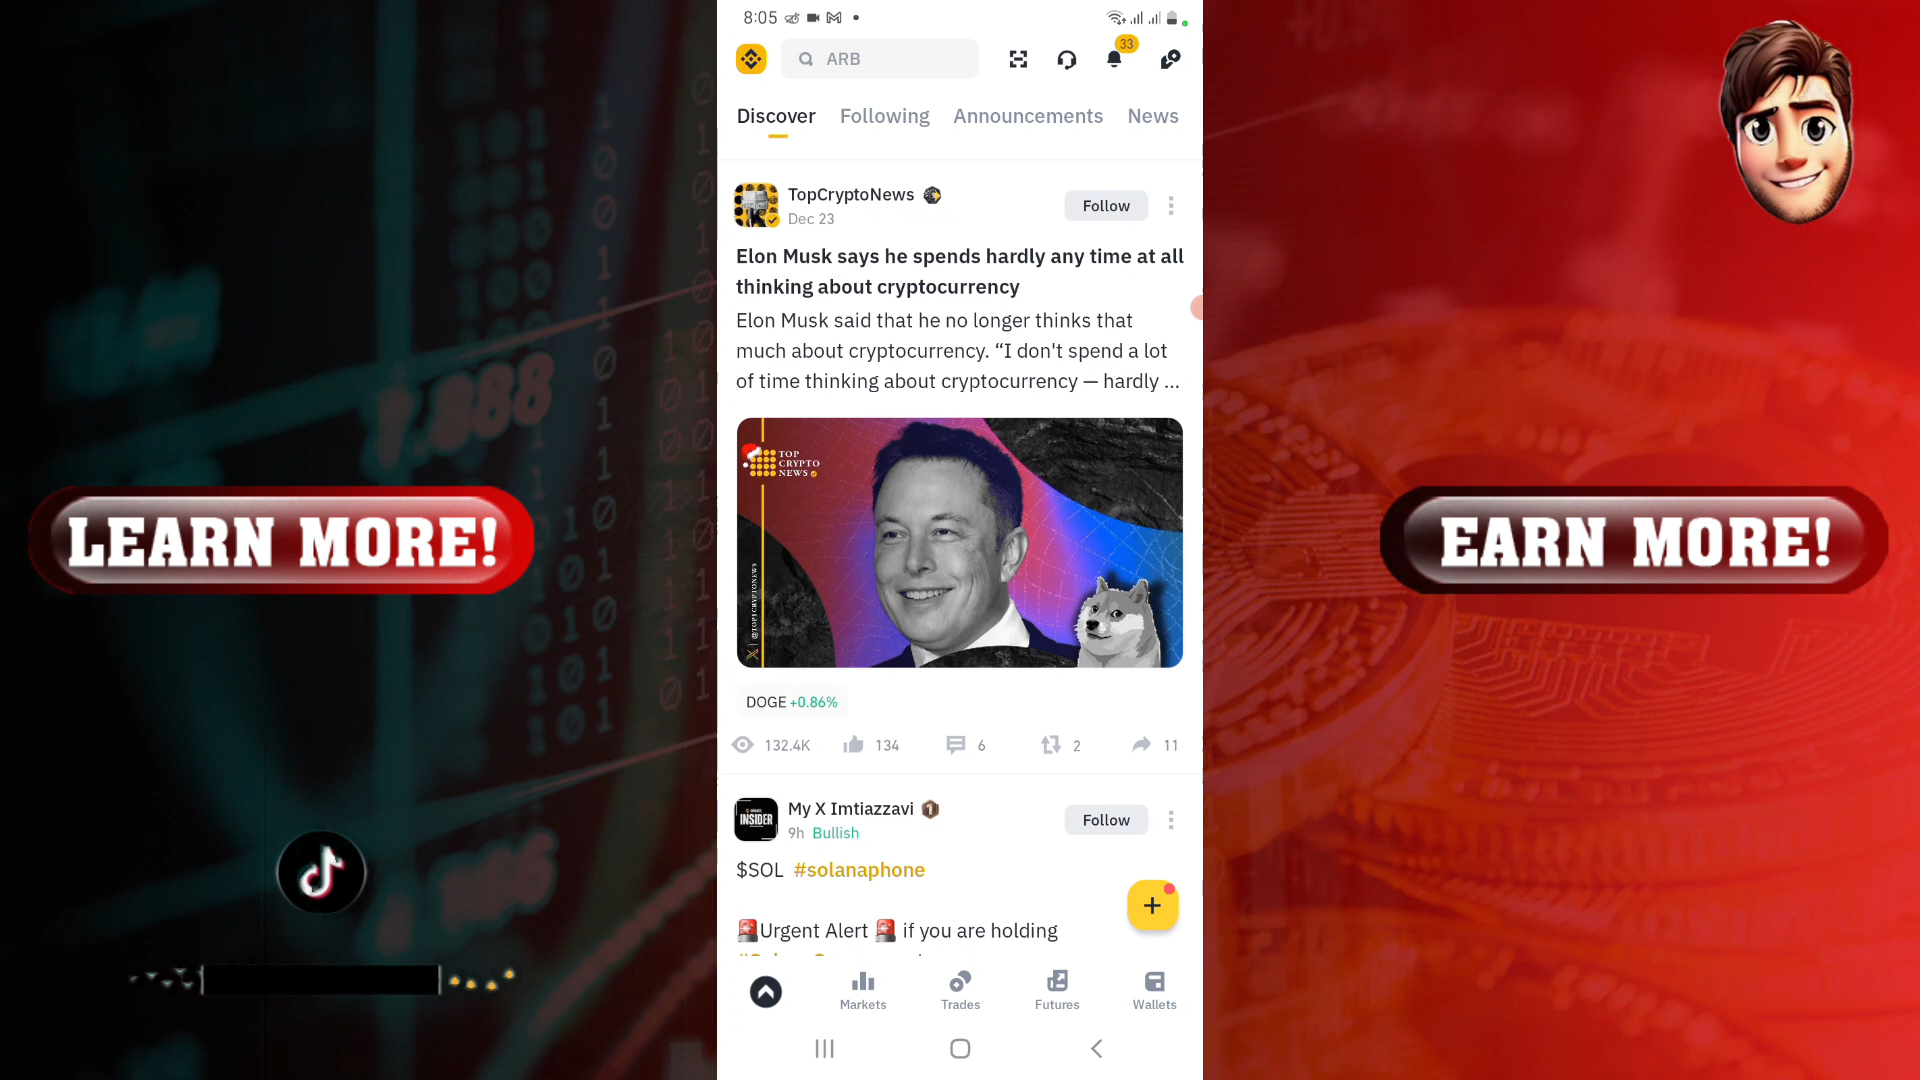 8:05
ARB
33
Discover Following Announcements News
TopCryptoNews
Dec 23
Follow
Elon Musk says he spends hardly any time at all
thinking about cryptocurrency
Elon Musk said that he no longer thinks that
much about cryptocurrency. “I don't spend a lot
of time thinking about cryptocurrency — hardly ...
TOP
CRYPTO
NEWS
@TOPICRYPTONEWS
DOGE +0.86%
132.4K 134 6 2 11
My X Imtiazzavi
INSIDER
9h Bullish
Follow
$SOL #solanaphone
🚨Urgent Alert 🚨 if you are holding
Markets Trades Futures Wallets
LEARN MORE!
EARN MORE!